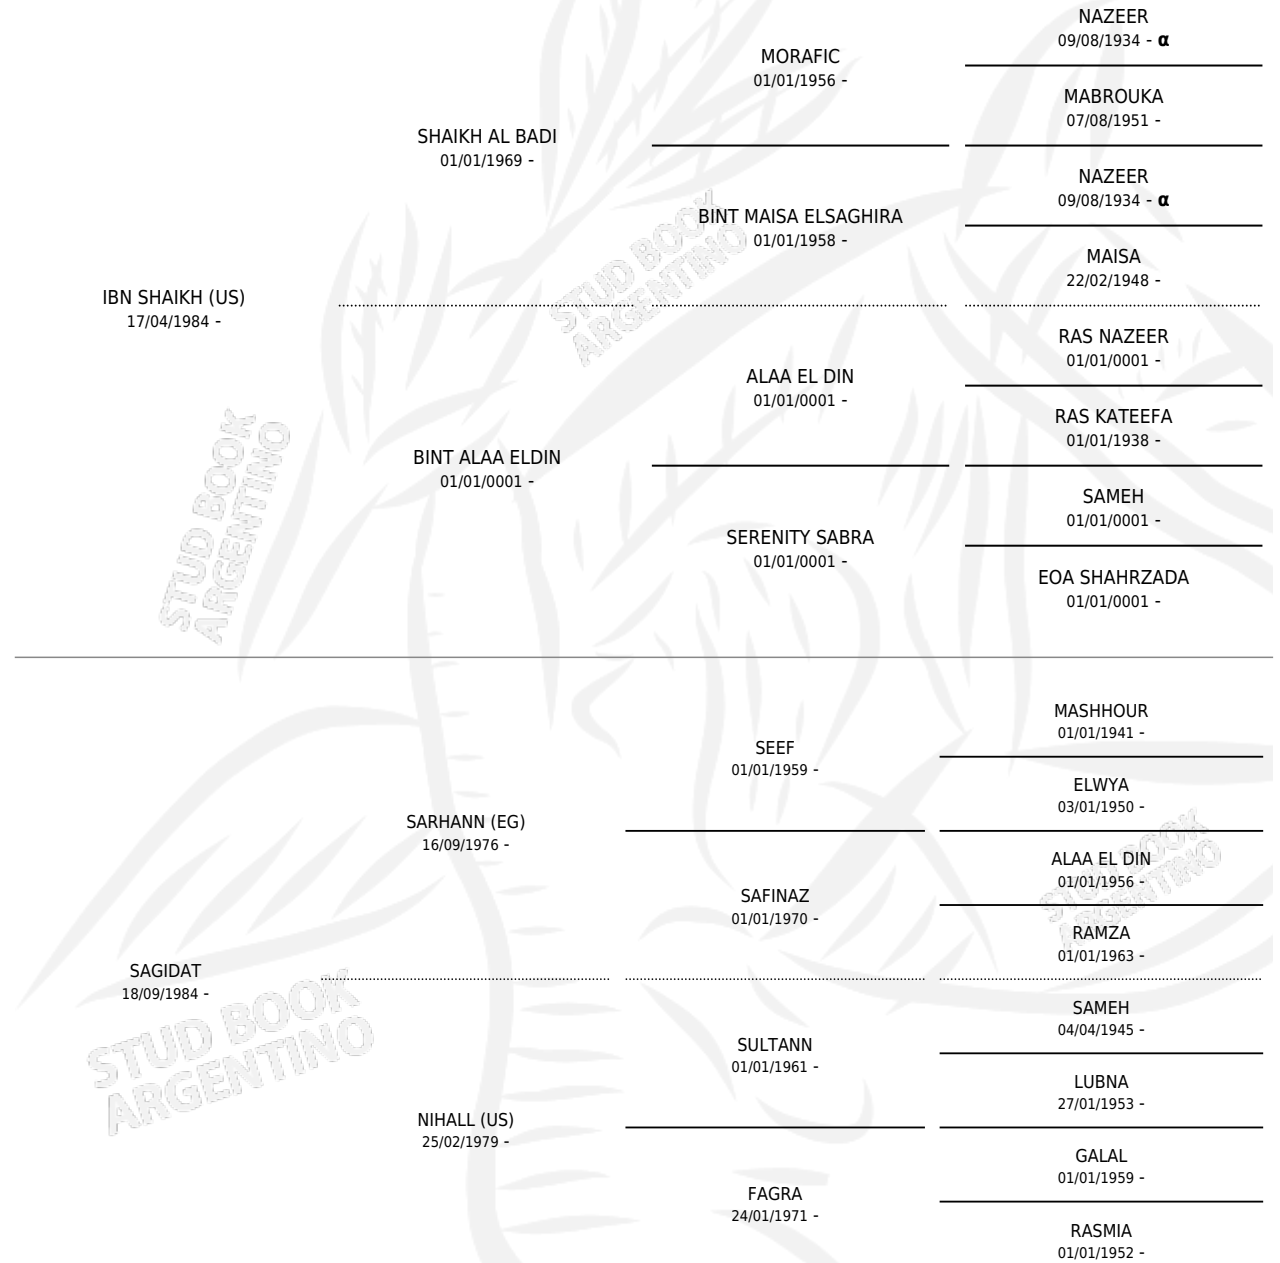 NAZEER
09/08/1934 - α
MORAFIC
01/01/1956 -
MABROUKA
07/08/1951 -
SHAIKH AL BADI
01/01/1969 -
NAZEER
09/08/1934 - α
BINT MAISA ELSAGHIRA
01/01/1958 -
MAISA
22/02/1948 -
IBN SHAIKH (US)
17/04/1984 -
RAS NAZEER
01/01/0001 -
ALAA EL DIN
01/01/0001 -
RAS KATEEFA
01/01/1938 -
BINT ALAA ELDIN
01/01/0001 -
SAMEH
01/01/0001 -
SERENITY SABRA
01/01/0001 -
EOA SHAHRZADA
01/01/0001 -
MASHHOUR
01/01/1941 -
SEEF
01/01/1959 -
ELWYA
03/01/1950 -
SARHANN (EG)
16/09/1976 -
ALAA EL DIN
01/01/1956 -
SAFINAZ
01/01/1970 -
RAMZA
01/01/1963 -
SAGIDAT
18/09/1984 -
SAMEH
04/04/1945 -
SULTANN
01/01/1961 -
LUBNA
27/01/1953 -
NIHALL (US)
25/02/1979 -
GALAL
01/01/1959 -
FAGRA
24/01/1971 -
RASMIA
01/01/1952 -
STUD BOOK
ARGENTINO
STUD BOOK
ARGENTINO
STUD BOOK
ARGENTINO
STUD BOOK
ARGENTINO